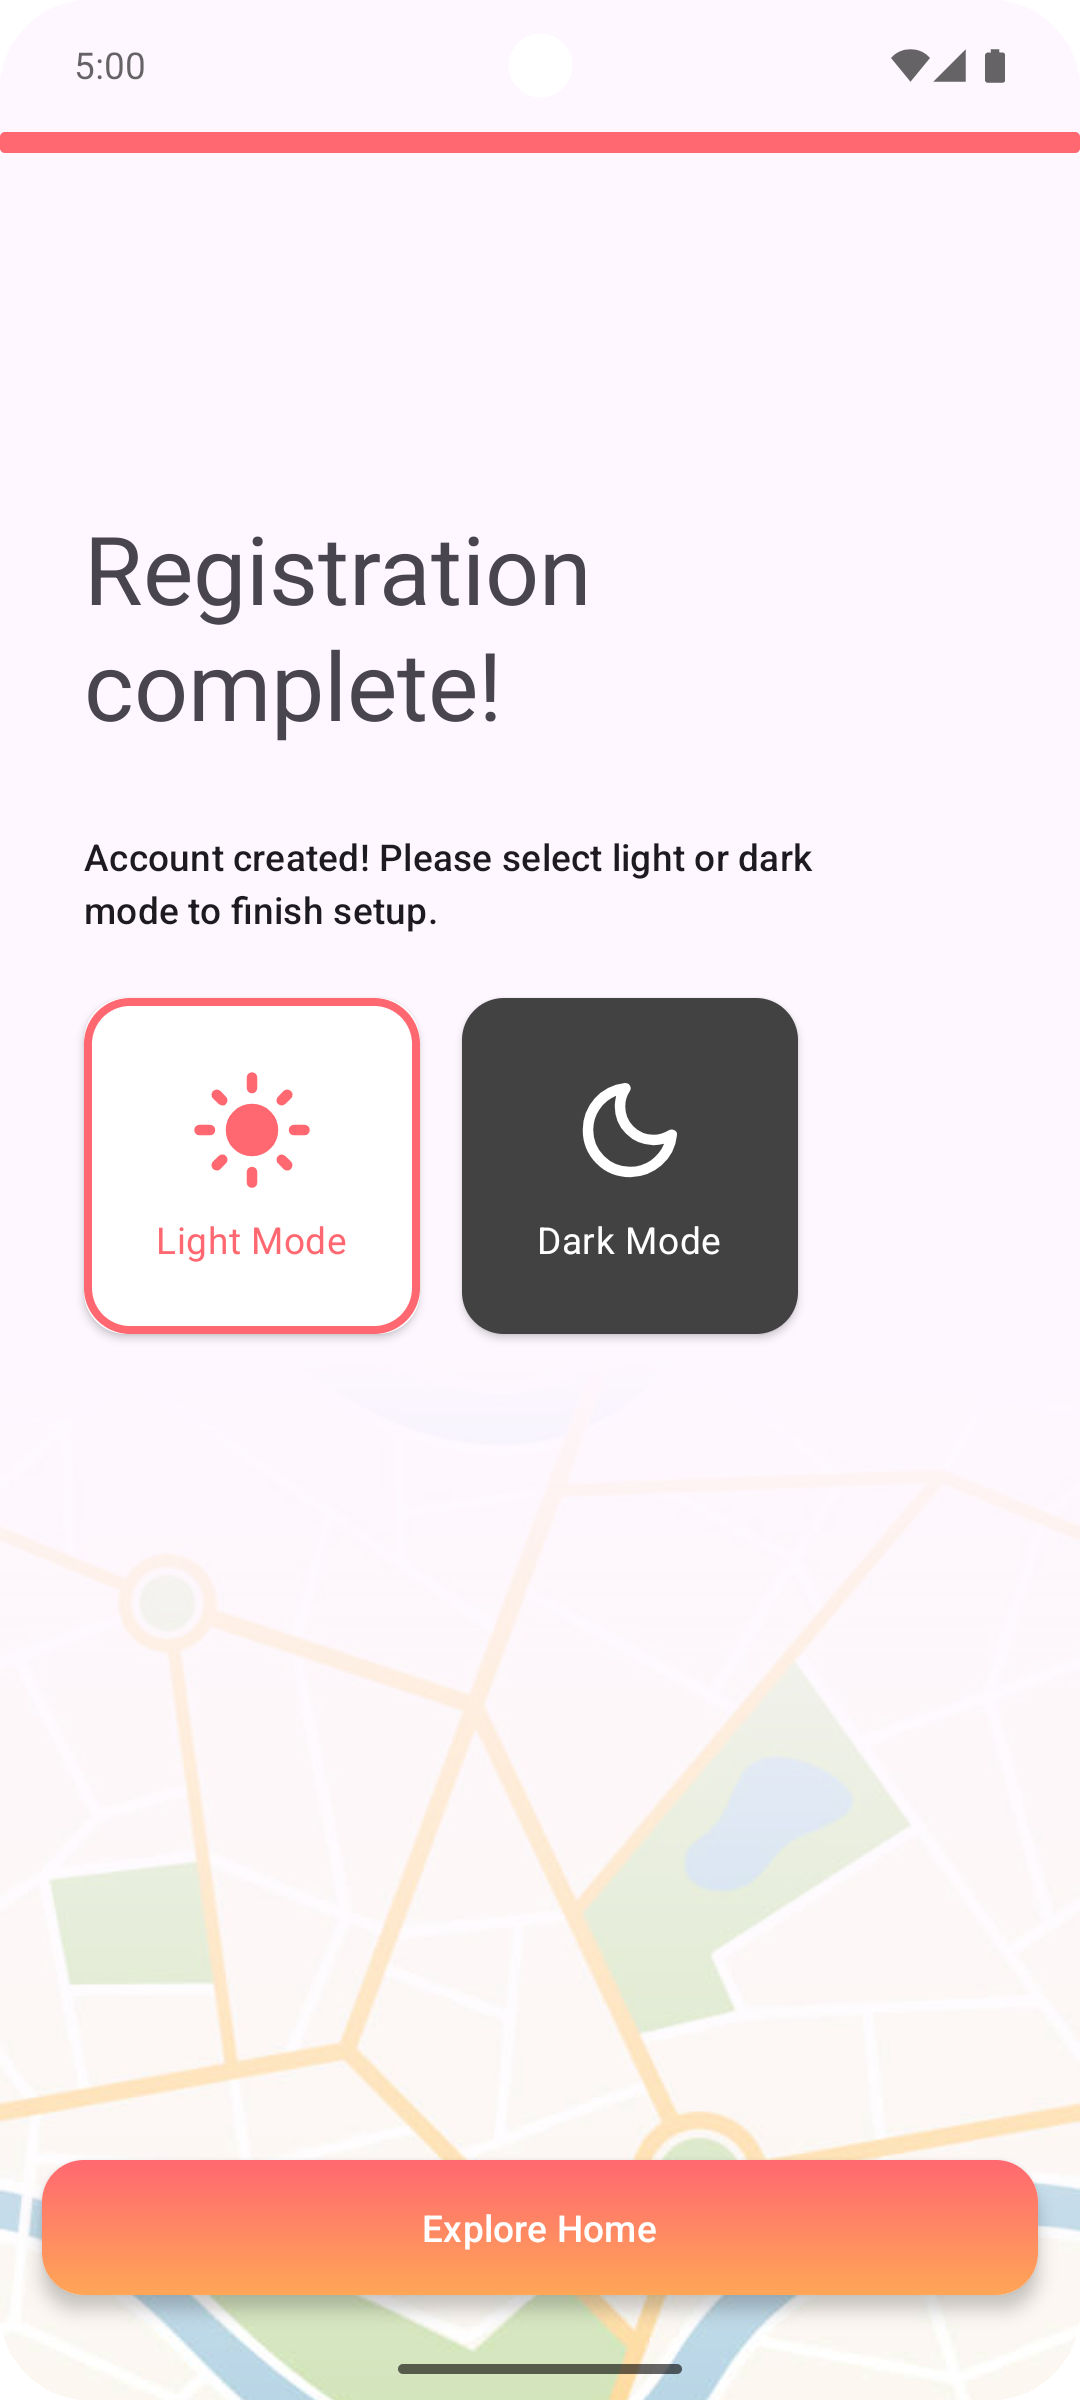 5:00
Registration
complete!
Account created! Please select light or dark
mode to finish setup.
Light Mode
Dark Mode
Explore Home